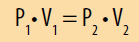 P₁•V₁ = P₂•V₂